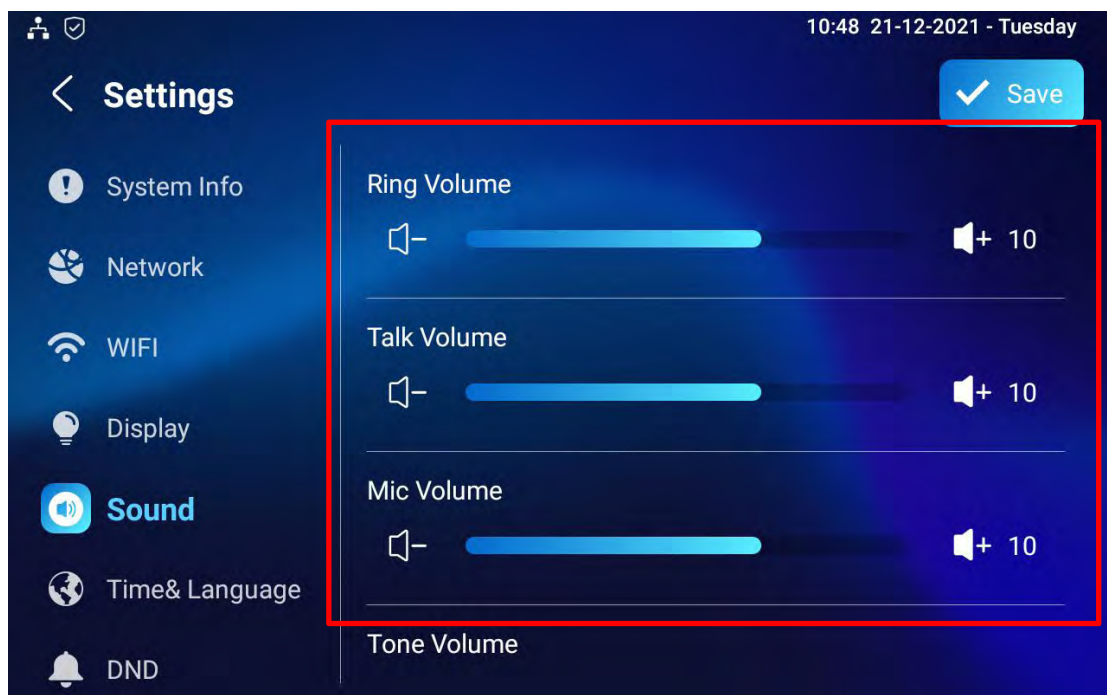 10:48 21-12-2021 - Tuesday
Settings
Save
System Info
Network
WIFI
Display
Sound
Time& Language
DND
Ring Volume
10
Talk Volume
10
Mic Volume
10
Tone Volume